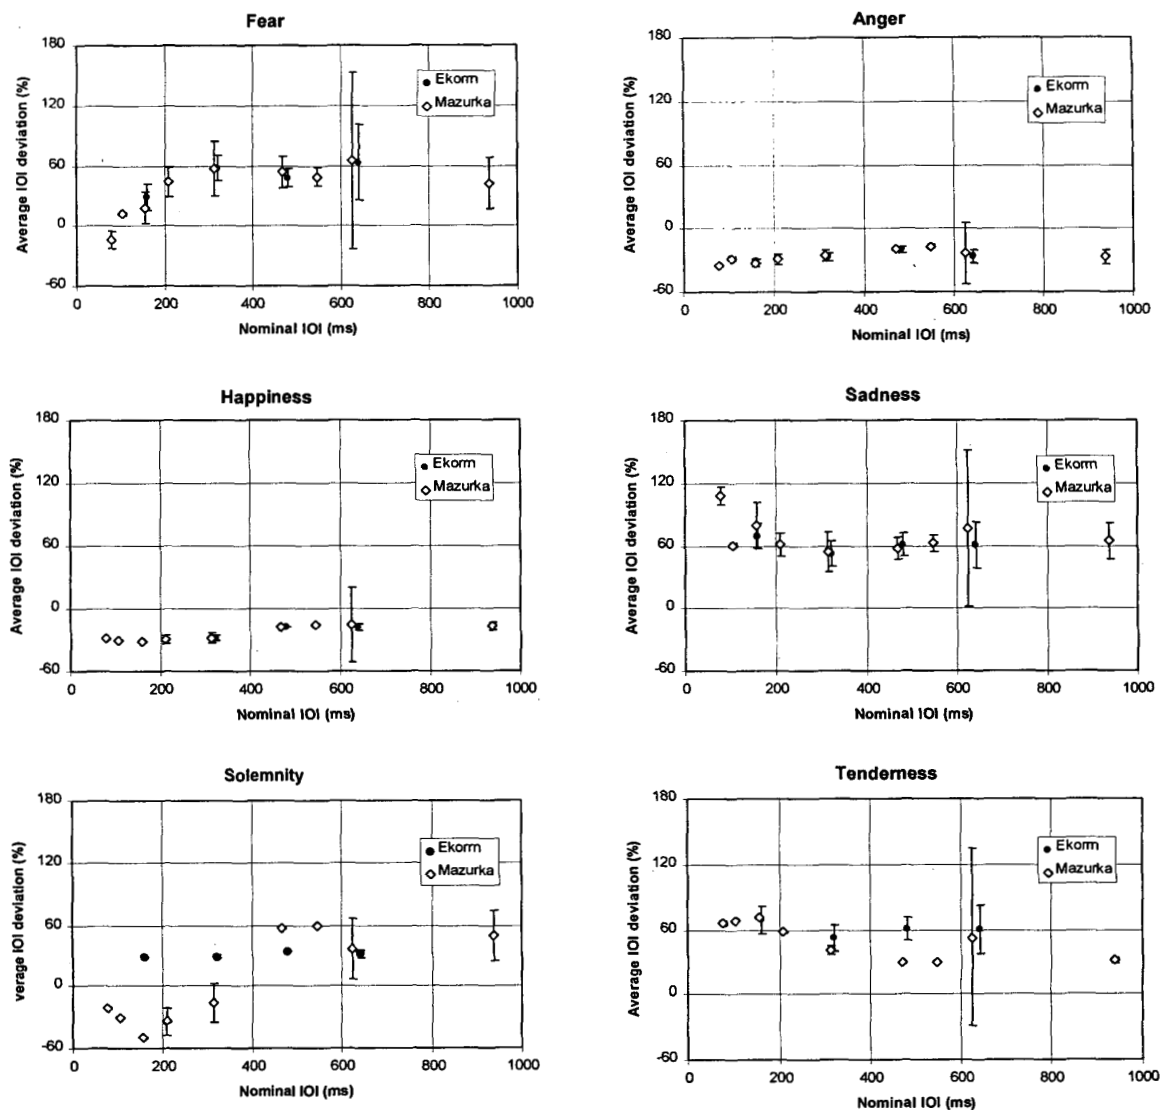 Fear
180
120
60
0
-60
Average IOI deviation (%)
Ekorrn
Mazurka
0 200 400 600 800 1000
Nominal IOI (ms)
Anger
180
120
60
0
-60
Average IOI deviation (%)
Ekorrn
Mazurka
0 200 400 600 800 1000
Nominal IOI (ms)
Happiness
180
120
60
0
-60
Average IOI deviation (%)
Ekorrn
Mazurka
0 200 400 600 800 1000
Nominal IOI (ms)
Sadness
180
120
60
0
-60
Average IOI deviation (%)
Ekorrn
Mazurka
0 200 400 600 800 1000
Nominal IOI (ms)
Solemnity
180
120
60
0
-60
verage IOI deviation (%)
Ekorrn
Mazurka
0 200 400 600 800 1000
Nominal IOI (ms)
Tenderness
180
120
60
0
-60
Average IOI deviation (%)
Ekorrn
Mazurka
0 200 400 600 800 1000
Nominal IOI (ms)